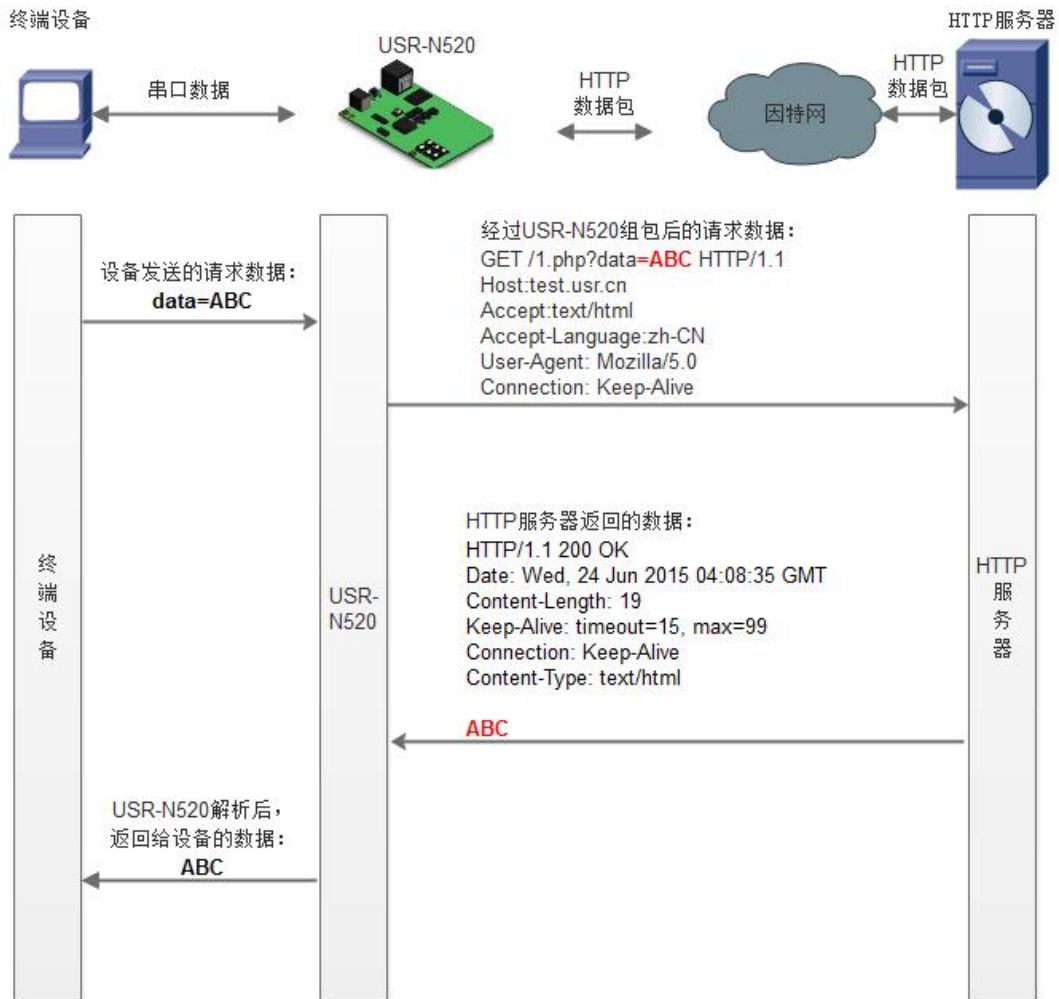 终端设备
HTTP服务器
USR-N520
串口数据
HTTP
数据包
因特网
HTTP
数据包
设备发送的请求数据：
data=ABC
经过USR-N520组包后的请求数据：
GET /1.php?data=ABC HTTP/1.1
Host:test.usr.cn
Accept:text/html
Accept-Language:zh-CN
User-Agent: Mozilla/5.0
Connection: Keep-Alive
HTTP服务器返回的数据：
HTTP/1.1 200 OK
Date: Wed, 24 Jun 2015 04:08:35 GMT
Content-Length: 19
Keep-Alive: timeout=15, max=99
Connection: Keep-Alive
Content-Type: text/html
ABC
终
端
设
备
USR-
N520
HTTP
服
务
器
USR-N520解析后，
返回给设备的数据：
ABC